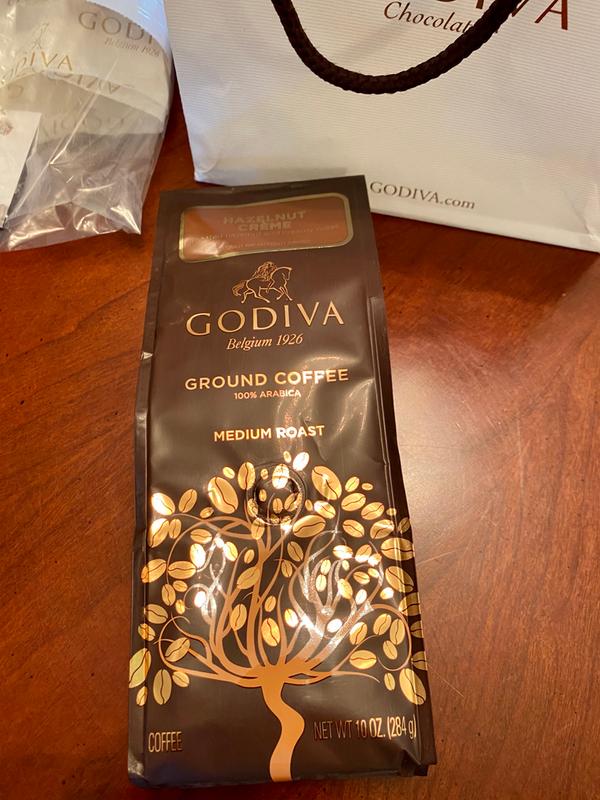 GODIVA
Belgium 1926
GODIVA
Chocolat
GODIVA.com
HAZELNUT
CRÈME
GODIVA
Belgium 1926
GROUND COFFEE
100% ARABICA
MEDIUM ROAST
COFFEE
NET WT 10 OZ. (284 g)